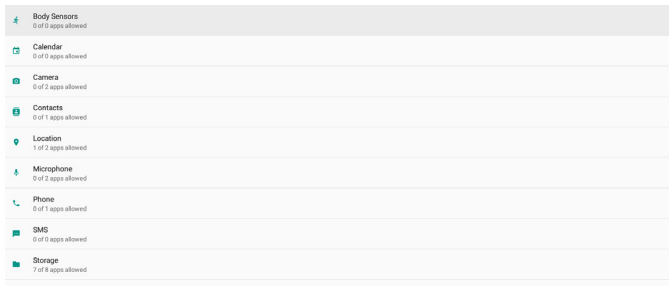 Body Sensors
0 of 0 apps allowed
Calendar
0 of 0 apps allowed
Camera
0 of 2 apps allowed
Contacts
0 of 1 apps allowed
Location
1 of 2 apps allowed
Microphone
0 of 2 apps allowed
Phone
0 of 1 apps allowed
SMS
0 of 0 apps allowed
Storage
7 of 8 apps allowed